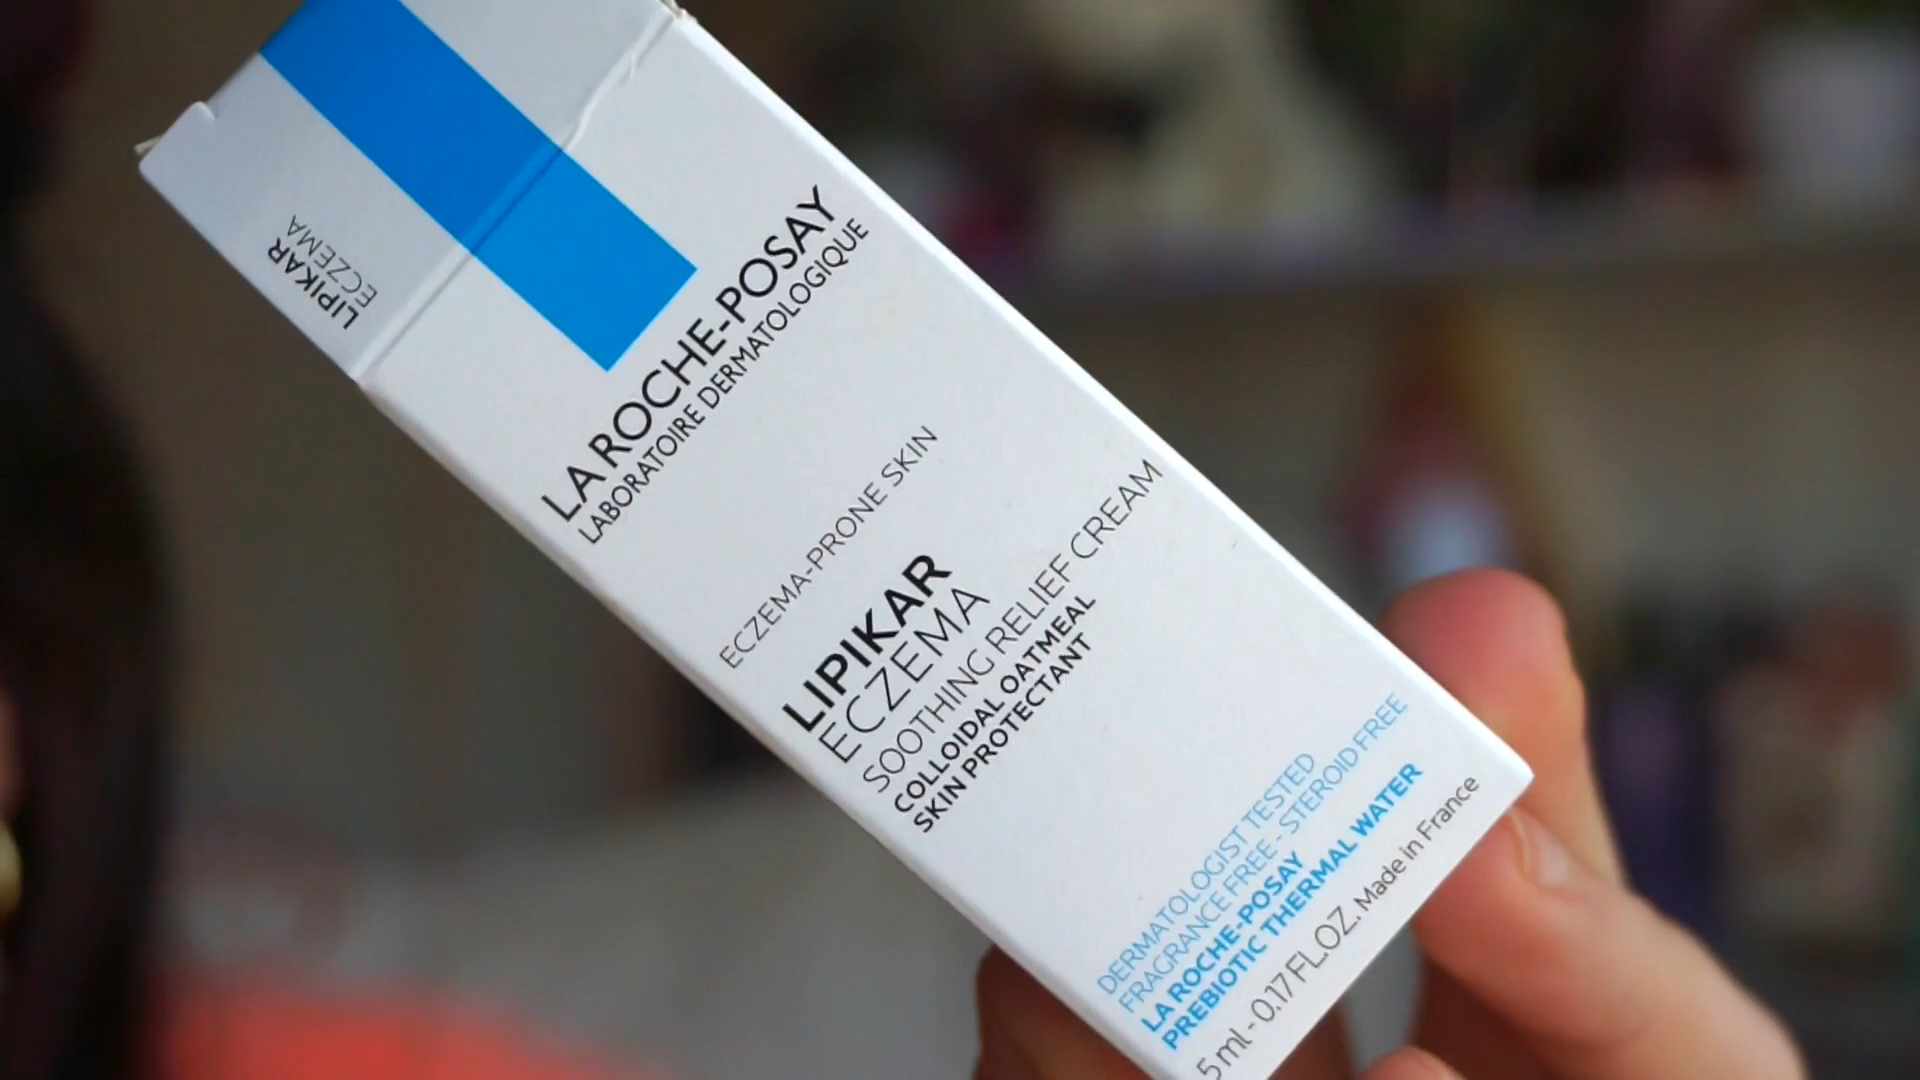 LIPIKAR
ECZEMA
LA ROCHE-POSAY
LABORATOIRE DERMATOLOGIQUE
ECZEMA-PRONE SKIN
LIPIKAR
ECZEMA
SOOTHING RELIEF CREAM
COLLOIDAL OATMEAL
SKIN PROTECTANT
DERMATOLOGIST TESTED
FRAGRANCE FREE - STEROID FREE
LA ROCHE-POSAY
PREBIOTIC THERMAL WATER
5 ml - 0.17 FL.OZ. Made in France